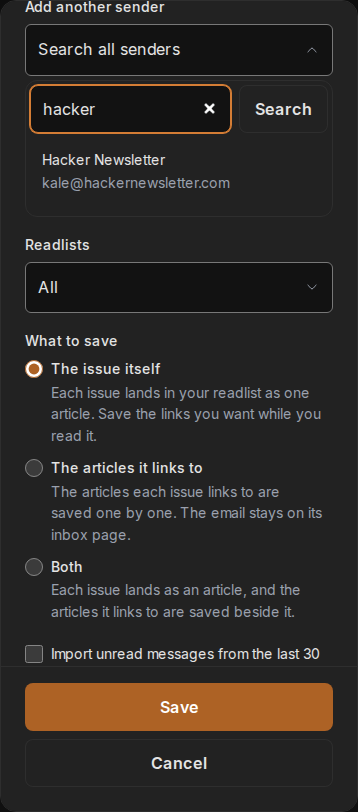 Add another sender
Search all senders
hacker
Search
Hacker Newsletter
kale@hackernewsletter.com
Readlists
All
What to save
The issue itself
Each issue lands in your readlist as one
article. Save the links you want while you
read it.
The articles it links to
The articles each issue links to are
saved one by one. The email stays on its
inbox page.
Both
Each issue lands as an article, and the
articles it links to are saved beside it.
Import unread messages from the last 30
Save
Cancel